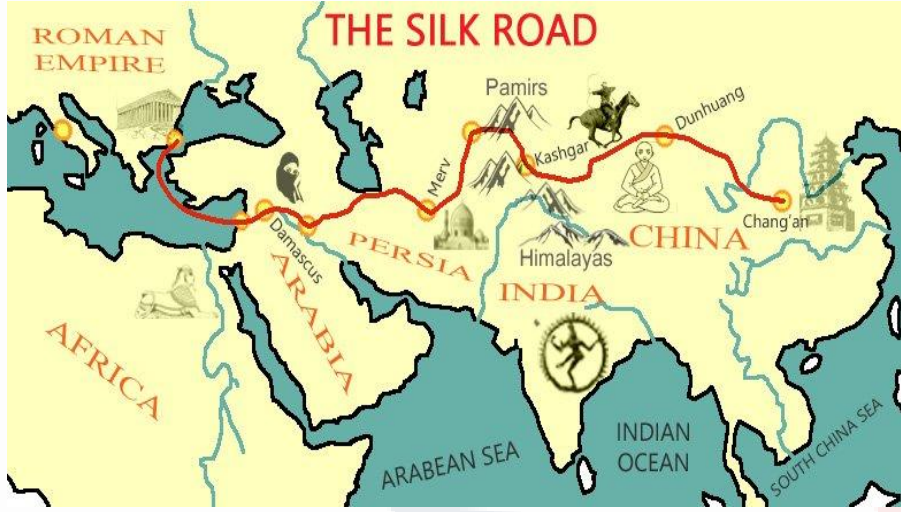 THE SILK ROAD
ROMAN
EMPIRE
Pamirs
Dunhuang
Kashgar
Merv
Chang'an
Damascus
PERSIA
CHINA
Himalayas
INDIA
ARABIA
AFRICA
INDIAN
OCEAN
ARABEAN SEA
SOUTH CHINA SEA